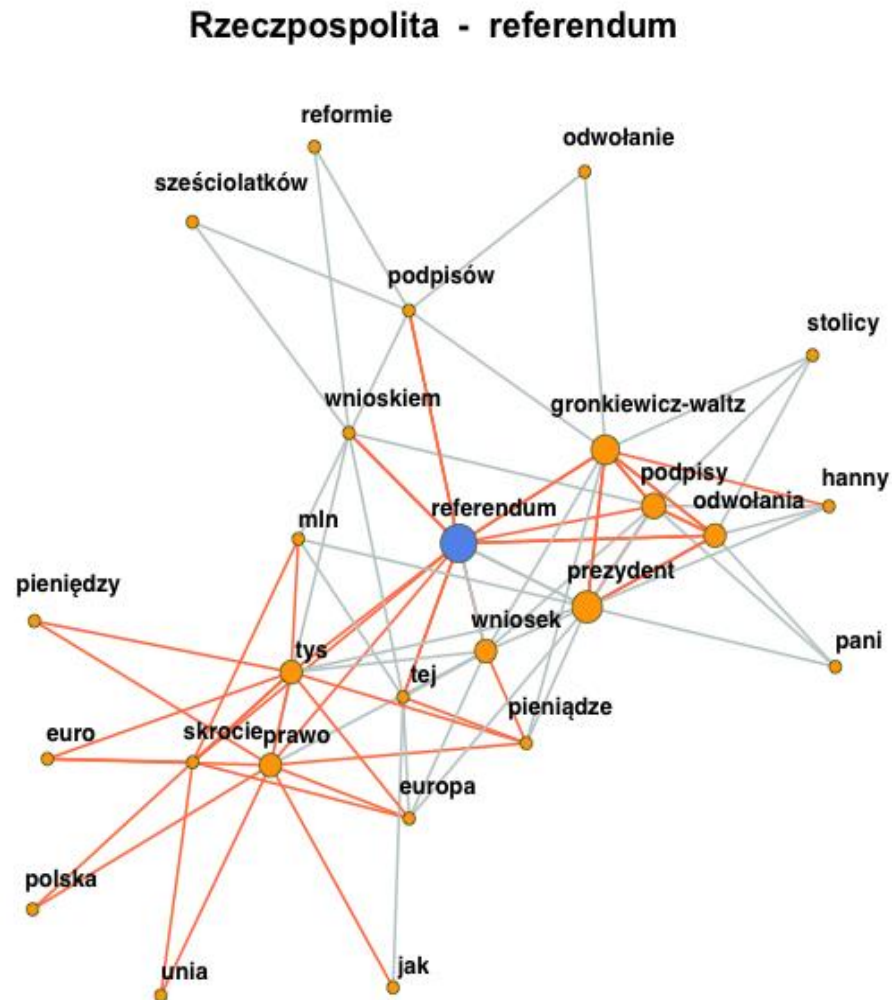 Rzeczpospolita - referendum
reformie
odwołanie
sześciolatków
podpisów
stolicy
wnioskiem
gronkiewicz-waltz
podpisy
hanny
odwołania
referendum
mln
prezydent
pieniędzy
wniosek
pani
tys
tej
pieniądze
euro
skrocie
prawo
europa
polska
unia
jak